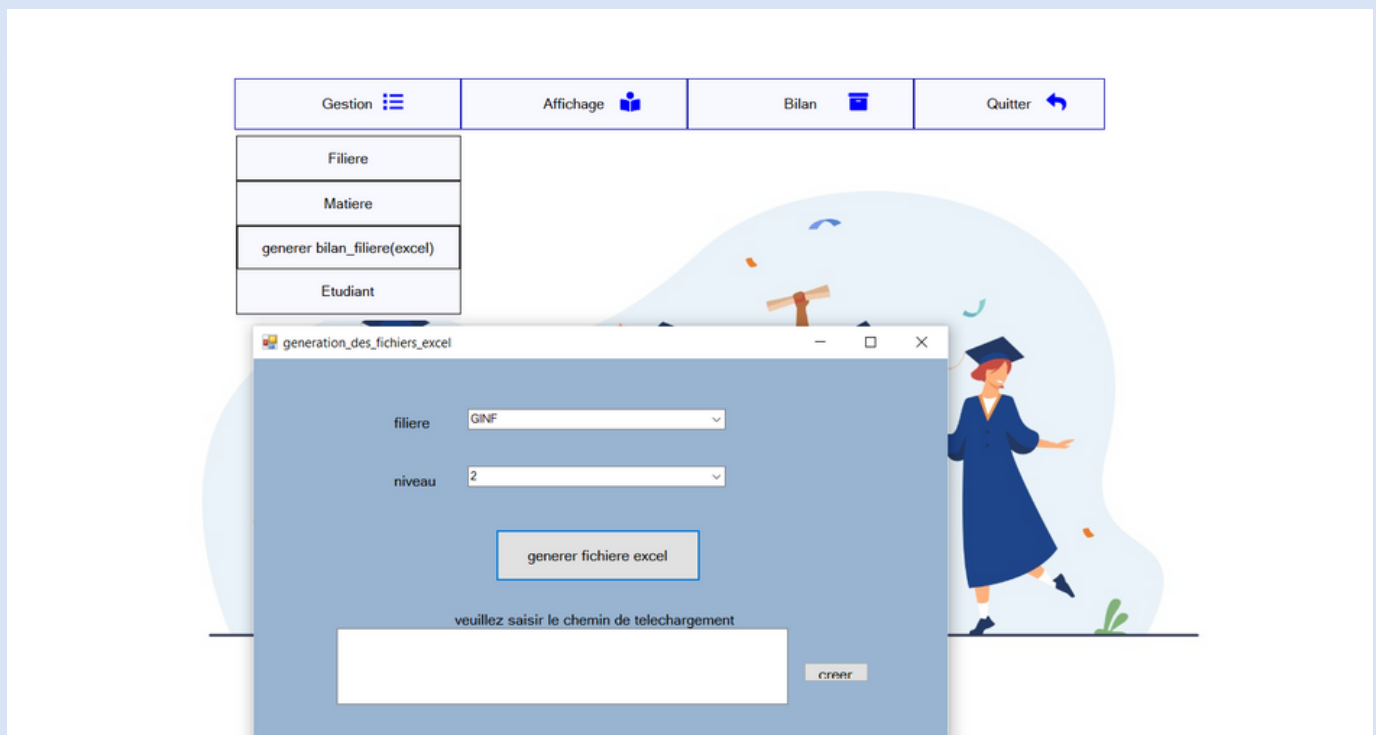 Gestion
Affichage
Bilan
Quitter
Filiere
Matiere
generer bilan_filiere(excel)
Etudiant
generation_des_fichiers_excel
filiere
GINF
niveau
2
generer fichiere excel
veuillez saisir le chemin de telechargement
creer